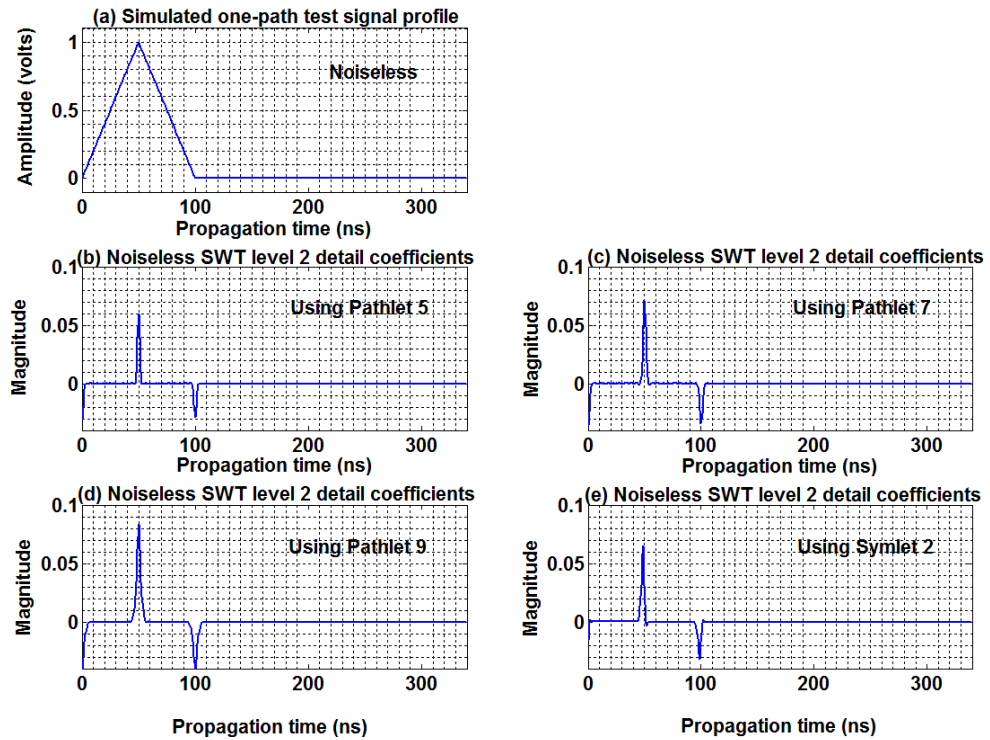 (a) Simulated one-path test signal profile
Amplitude (volts)
1
0.5
0
Noiseless
0 100 200 300
Propagation time (ns)
(b) Noiseless SWT level 2 detail coefficients
Magnitude
0.1
0.05
0
Using Pathlet 5
0 100 200 300
Propagation time (ns)
(c) Noiseless SWT level 2 detail coefficients
Magnitude
0.1
0.05
0
Using Pathlet 7
0 100 200 300
Propagation time (ns)
(d) Noiseless SWT level 2 detail coefficients
Magnitude
0.1
0.05
0
Using Pathlet 9
0 100 200 300
Propagation time (ns)
(e) Noiseless SWT level 2 detail coefficients
Magnitude
0.1
0.05
0
Using Symlet 2
0 100 200 300
Propagation time (ns)